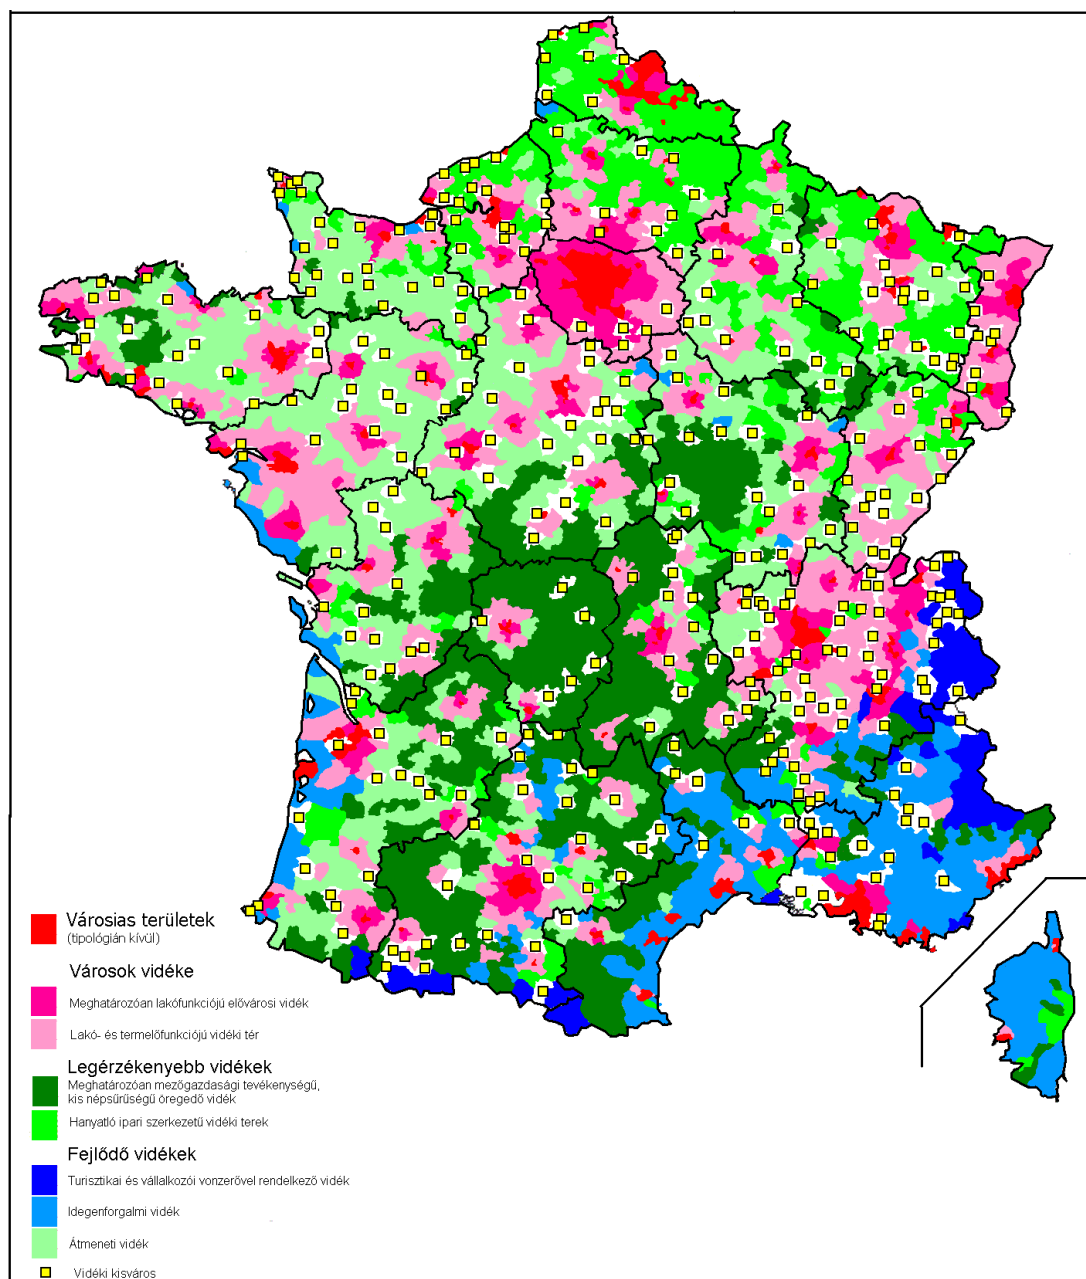 Városias területek
(tipológián kívül)
Városok vidéke
Meghatározóan lakófunkciójú elővárosi vidék
Lakó- és termelőfunkciójú vidéki tér
Legérzékenyebb vidékek
Meghatározóan mezőgazdasági tevékenységű,
kis népsűrűségű öregedő vidék
Hanyatló ipari szerkezetű vidéki terek
Fejlődő vidékek
Turisztikai és vállalkozói vonzerővel rendelkező vidék
Idegenforgalmi vidék
Átmeneti vidék
Vidéki kisváros